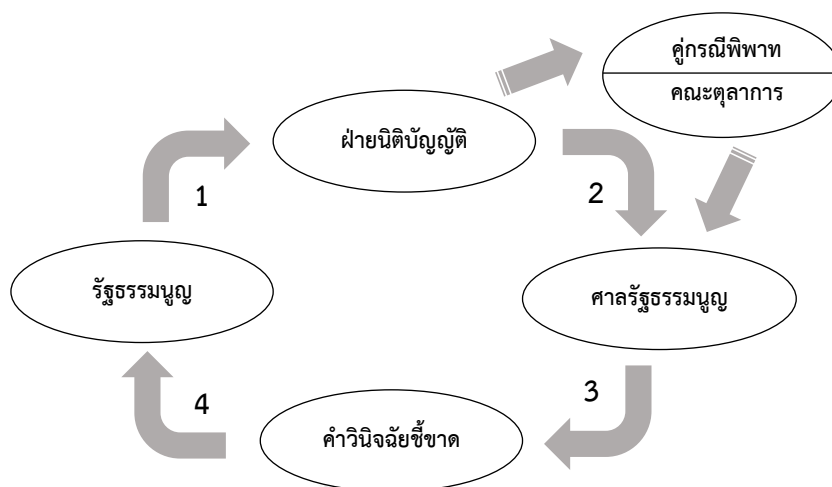 คู่กรณีพิพาท
คณะตุลาการ
ฝ่ายนิติบัญญัติ
1
2
รัฐธรรมนูญ
ศาลรัฐธรรมนูญ
4
3
คำวินิจฉัยชี้ขาด